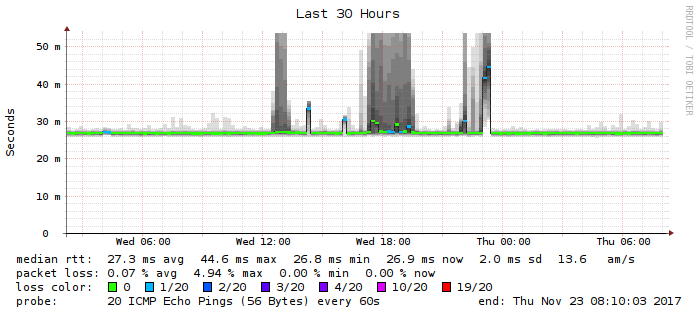 Last 30 Hours
RRDTOOL / TOBI OETIKER
Seconds
50 m
40 m
30 m
20 m
10 m
0
Wed 06:00 Wed 12:00 Wed 18:00 Thu 00:00 Thu 06:00
median rtt: 27.3 ms avg 44.6 ms max 26.8 ms min 26.9 ms now 2.0 ms sd 13.6 am/s
packet loss: 0.07 % avg 4.94 % max 0.00 % min 0.00 % now
loss color: 0 1/20 2/20 3/20 4/20 10/20 19/20
probe: 20 ICMP Echo Pings (56 Bytes) every 60s end: Thu Nov 23 08:10:03 2017